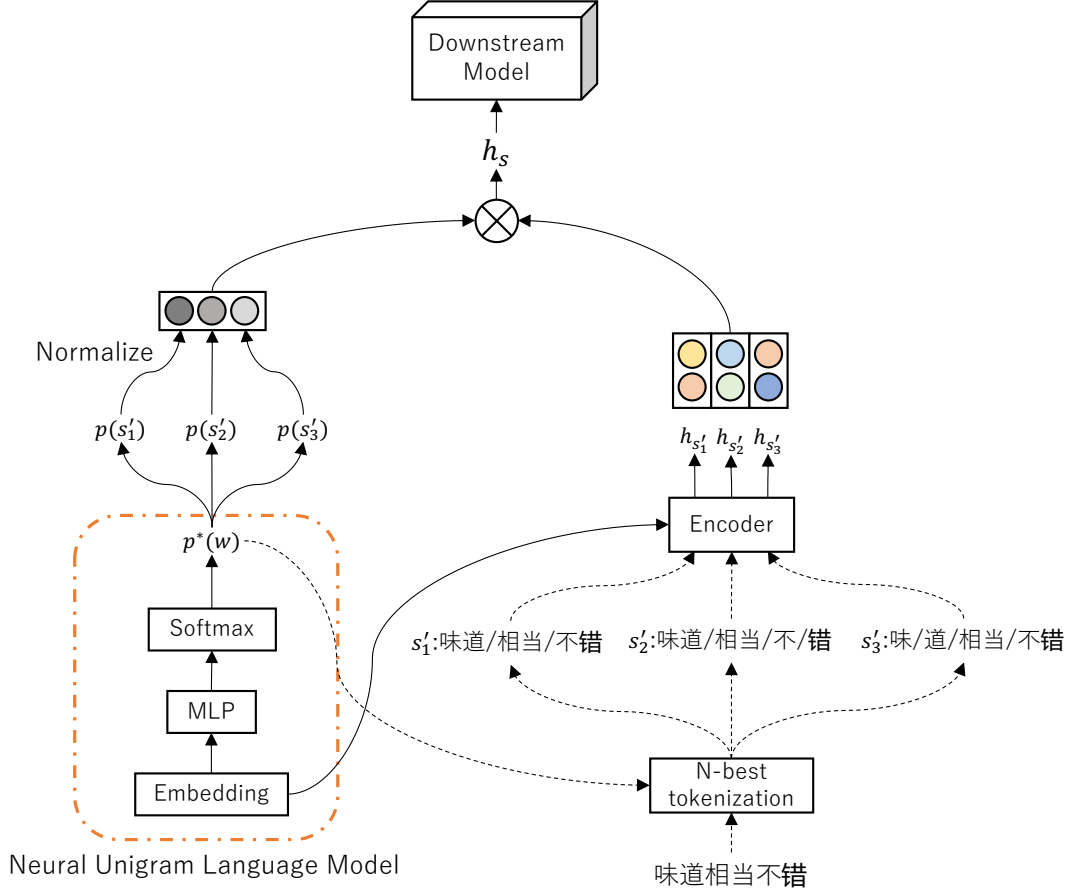 Downstream
Model
h_s
Normalize
p(s′_1) p(s′_2) p(s′_3)
h_{s′_1} h_{s′_2} h_{s′_3}
Encoder
p*(w)
Softmax
s′_1:味道/相当/不错 s′_2:味道/相当/不/错 s′_3:味/道/相当/不错
MLP
N-best
tokenization
Embedding
Neural Unigram Language Model
味道相当不错